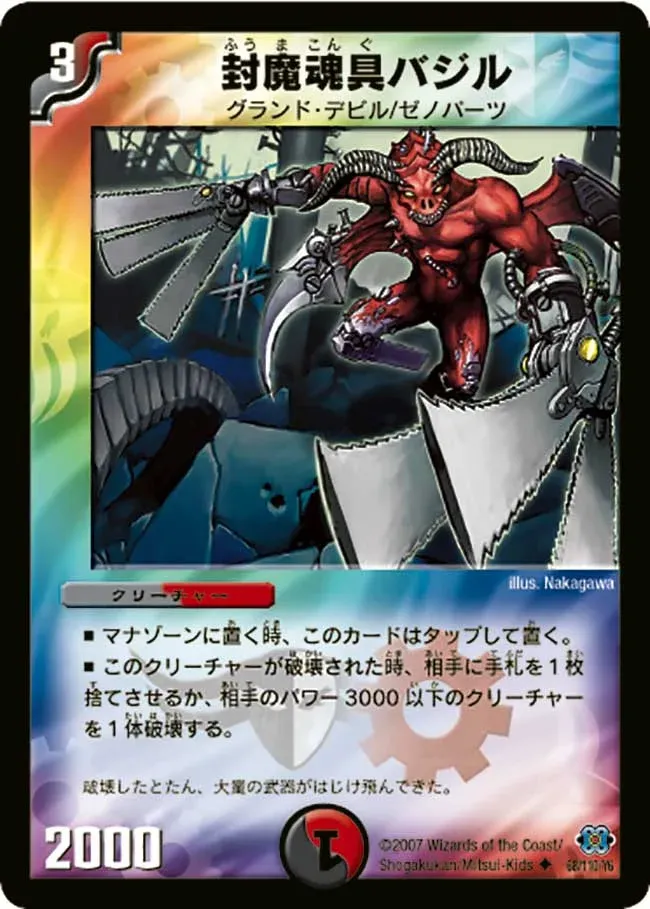 3
ふうまこんぐ
封魔魂具バジル
グランド・デビル/ゼノパーツ
illus. Nakagawa
クリーチャー
■ マナゾーンに置く時、このカードはタップして置く。
■ このクリーチャーが破壊された時、相手に手札を1枚
捨てさせるか、相手のパワー3000以下のクリーチャー
を1体破壊する。
破壊したとたん、大量の武器がはじけ飛んできた。
2000
1
©2007 Wizards of the Coast/
Shogakukan/Mitsui-Kids ◆ 68/110 Y6